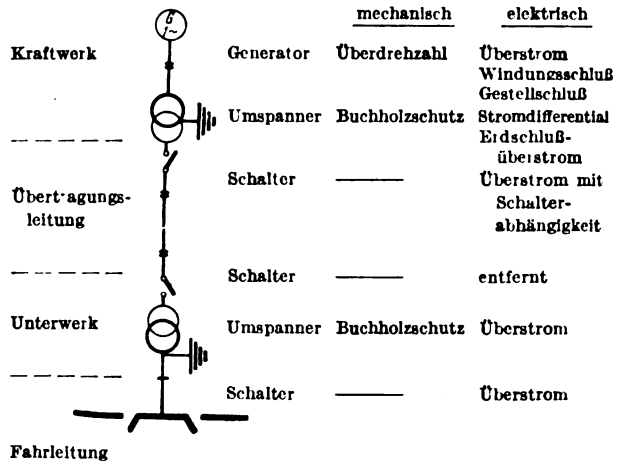 mechanisch elektrisch
G
1~
Kraftwerk Generator Überdrehzahl Überstrom
Windungsschluß
Gestellschluß
Umspanner Buchholzschutz Stromdifferential
Erdschluß-
überstrom
Schalter Überstrom mit
Übertragungs-
leitung
Schalter-
abhängigkeit
Schalter entfernt
Unterwerk Umspanner Buchholzschutz Überstrom
Schalter Überstrom
Fahrleitung